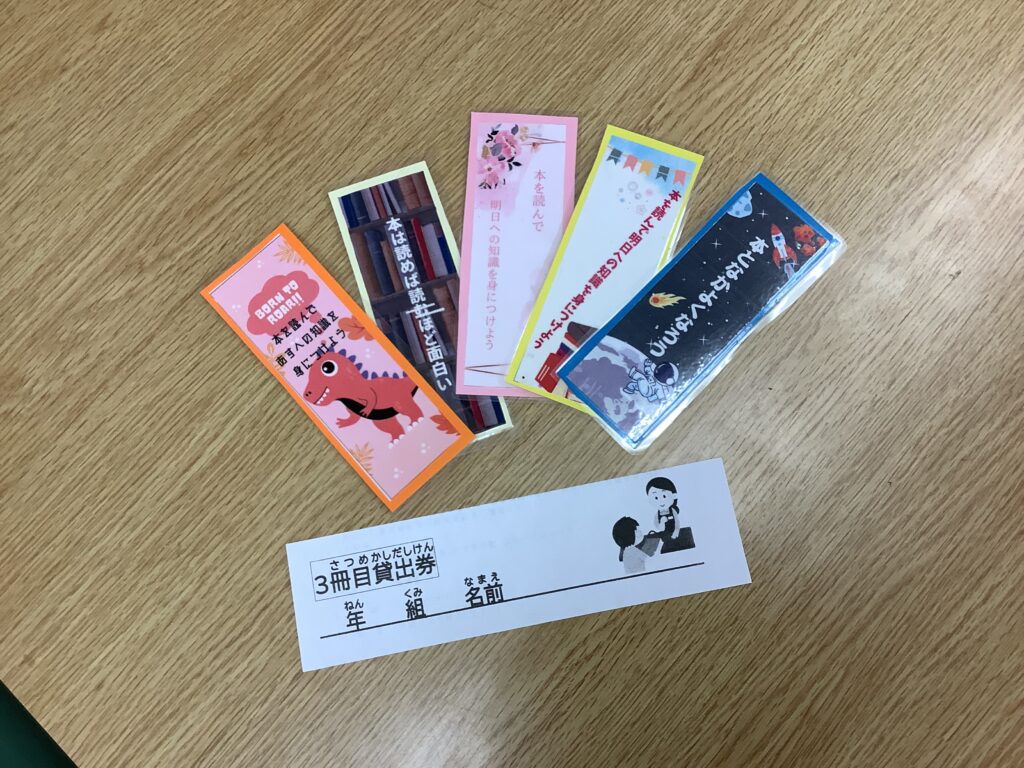 BORN TO
ROAR!!
本を読んで
あすへの知識を
身につけよう
本は読めば読むほど面白い
本を読んで
明日への知識を身につけよう
本を読んで明日への知識を身につけよう
本となかよくなろう
さつめかしだしけん
3冊目貸出券
ねん くみ なまえ
年 組 名前